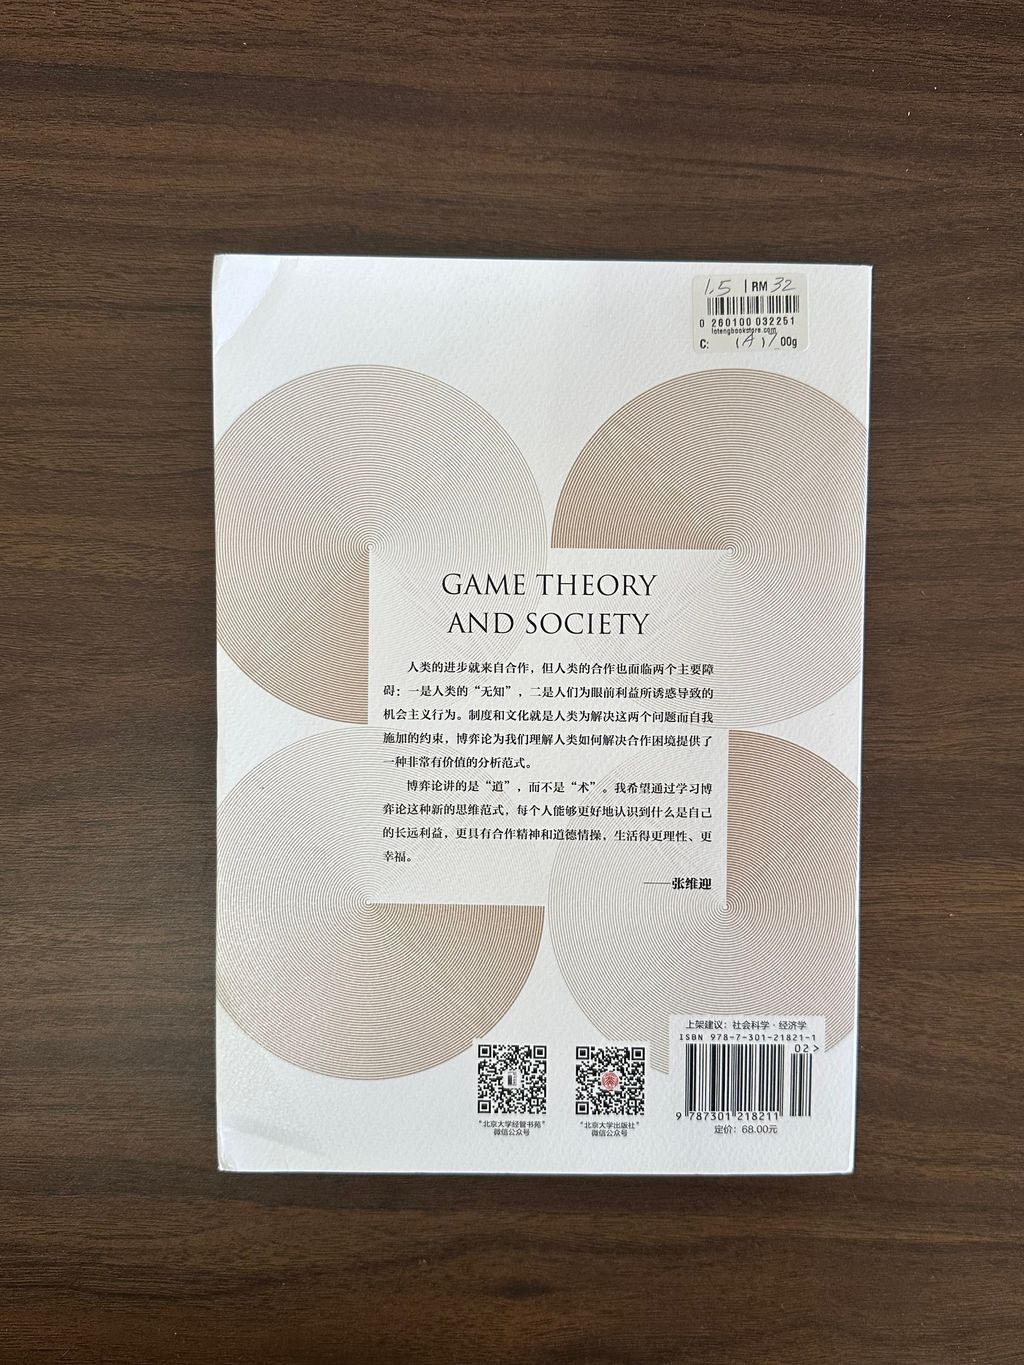 1.5 | RM 32
0 260100 032251
lotengbookstore.com
C: (A) 00g
GAME THEORY
AND SOCIETY
人类的进步就来自合作，但人类的合作也面临两个主要障
碍：一是人类的“无知”，二是人们为眼前利益所诱惑导致的
机会主义行为。制度和文化就是人类为解决这两个问题而自我
施加的约束，博弈论为我们理解人类如何解决合作困境提供了
一种非常有价值的分析范式。
博弈论讲的是“道”，而不是“术”。我希望通过学习博
弈论这种新的思维范式，每个人能够更好地认识到什么是自己
的长远利益，更具有合作精神和道德情操，生活得更理性、更
幸福。
——张维迎
上架建议：社会科学·经济学
ISBN 978-7-301-21821-1
02>
9 787301 218211
定价：68.00元
“北京大学经管书苑”
微信公众号
“北京大学出版社”
微信公众号